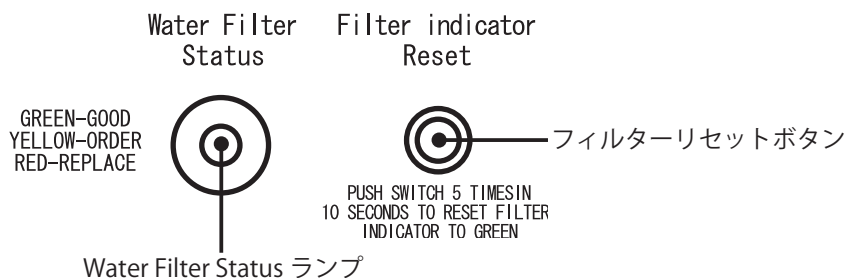 Water Filter
Status
Filter indicator
Reset
GREEN-GOOD
YELLOW-ORDER
RED-REPLACE
フィルターリセットボタン
PUSH SWITCH 5 TIMESIN
10 SECONDS TO RESET FILTER
INDICATOR TO GREEN
Water Filter Status ランプ